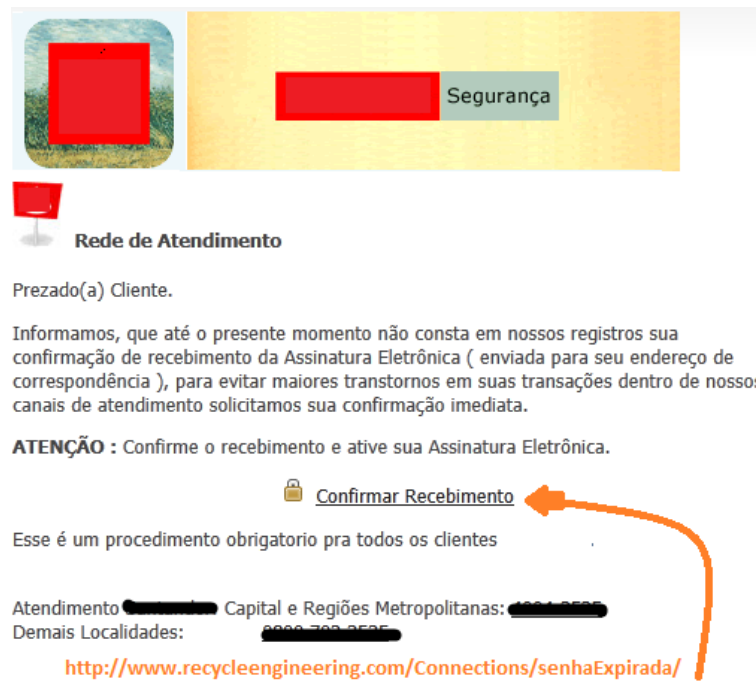 Segurança
Rede de Atendimento
Prezado(a) Cliente.
Informamos, que até o presente momento não consta em nossos registros sua
confirmação de recebimento da Assinatura Eletrônica ( enviada para seu endereço de
correspondência ), para evitar maiores transtornos em suas transações dentro de nossos
canais de atendimento solicitamos sua confirmação imediata.
ATENÇÃO : Confirme o recebimento e ative sua Assinatura Eletrônica.
Confirmar Recebimento
Esse é um procedimento obrigatorio pra todos os clientes .
Atendimento Capital e Regiões Metropolitanas:
Demais Localidades:
http://www.recycleengineering.com/Connections/senhaExpirada/